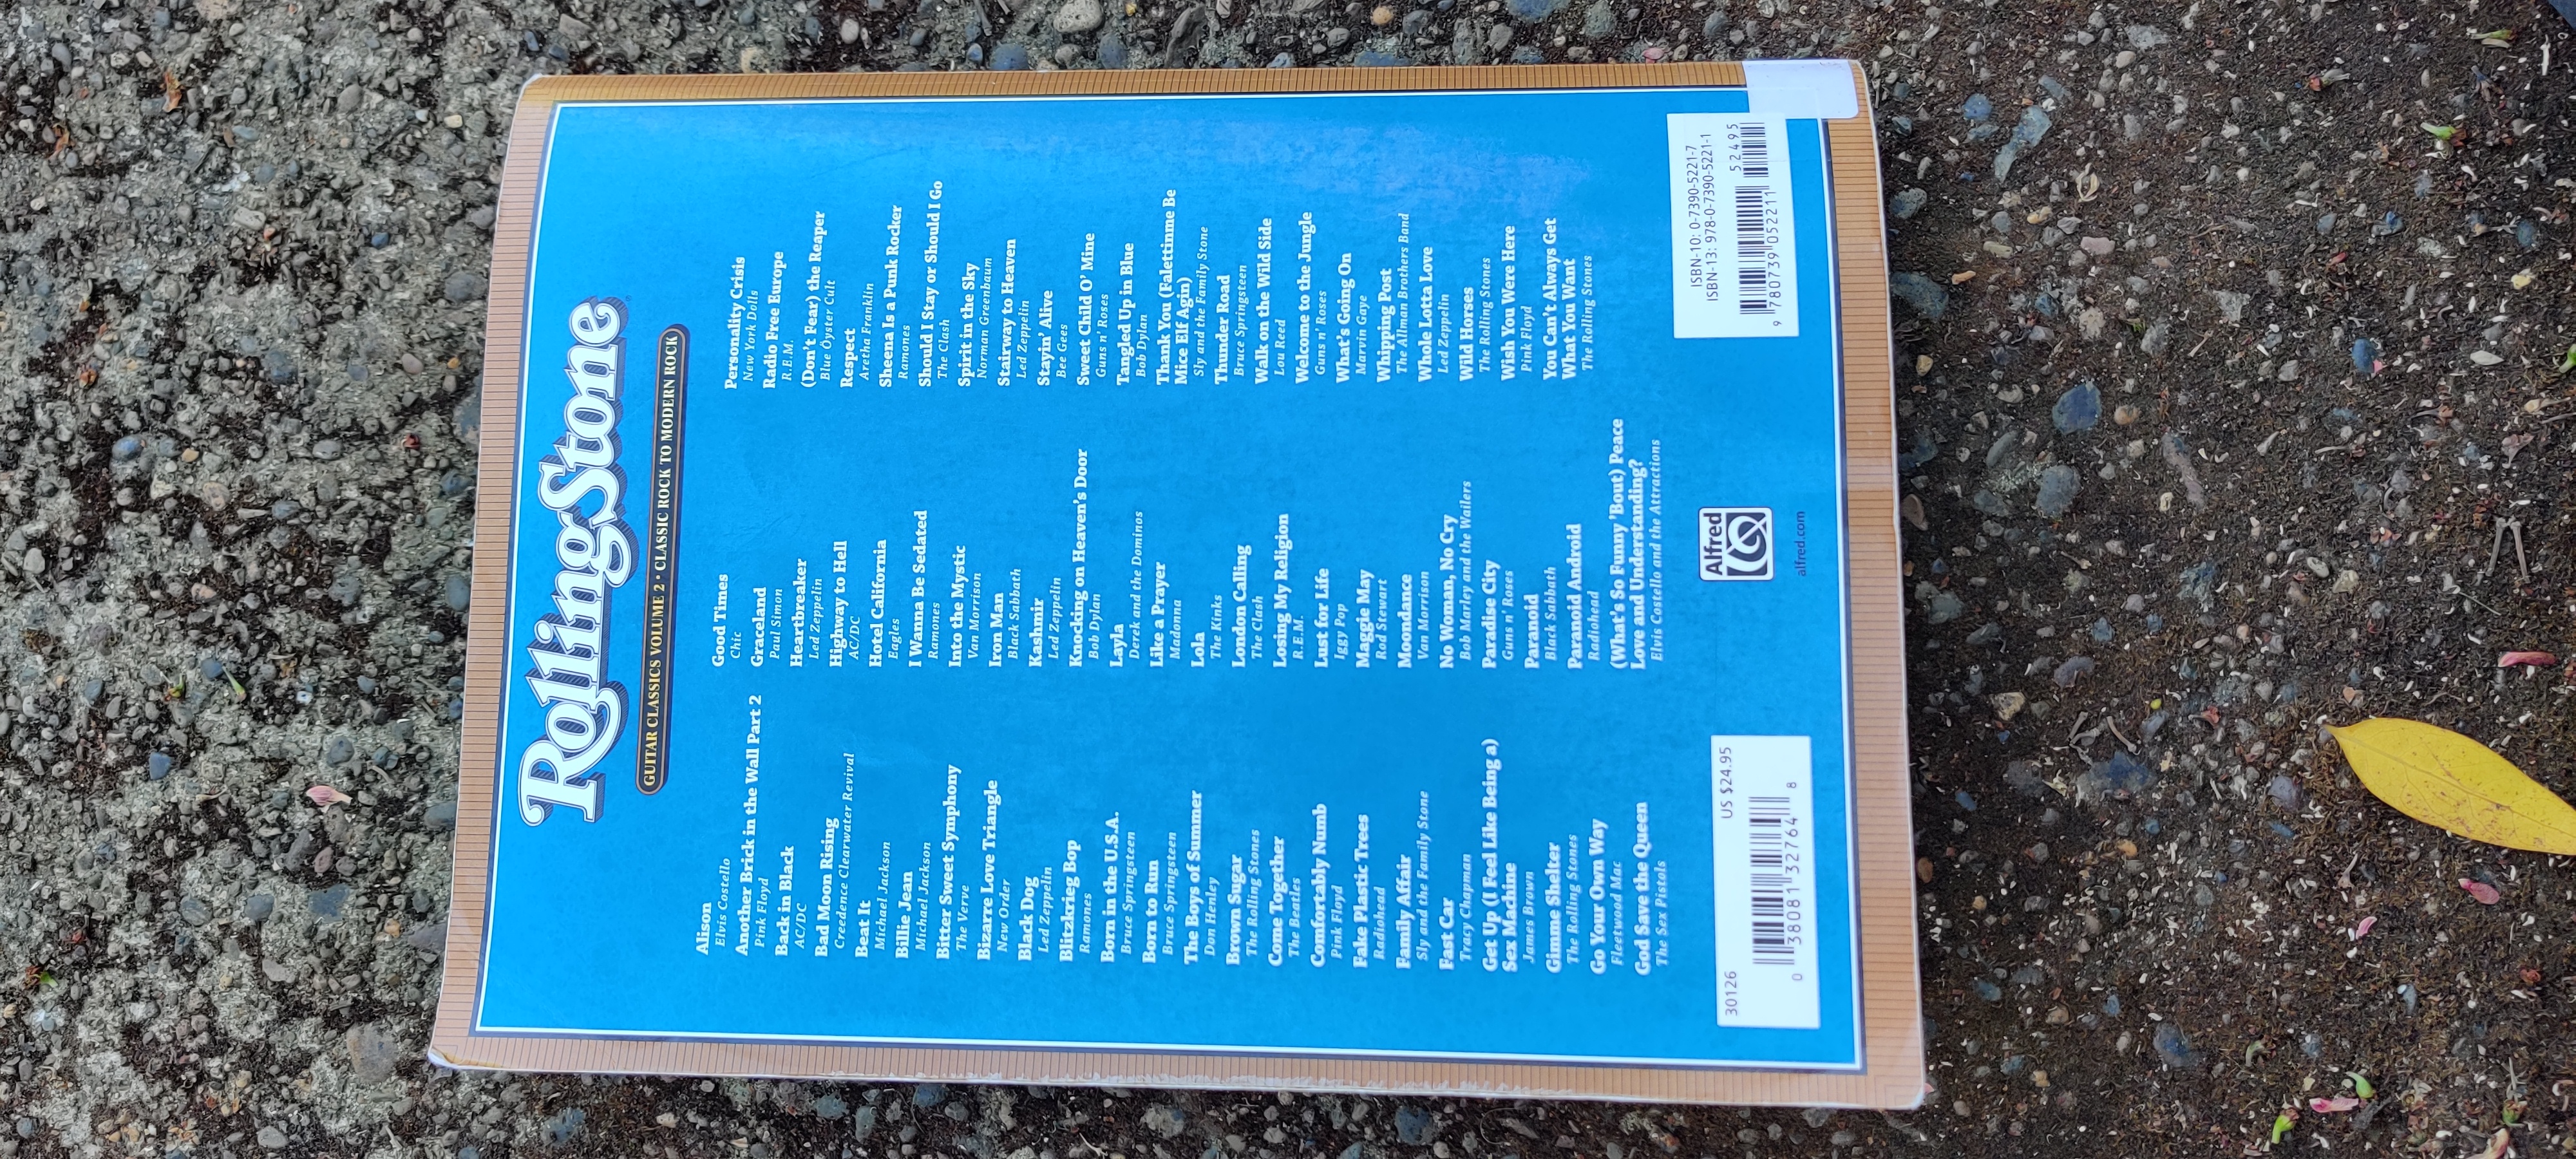 RollingStone
GUITAR CLASSICS VOLUME 2 • CLASSIC ROCK TO MODERN ROCK
Alison
Elvis Costello
Another Brick in the Wall Part 2
Pink Floyd
Back in Black
AC/DC
Bad Moon Rising
Creedence Clearwater Revival
Beat It
Michael Jackson
Billie Jean
Michael Jackson
Bitter Sweet Symphony
The Verve
Bizarre Love Triangle
New Order
Black Dog
Led Zeppelin
Blitzkrieg Bop
Ramones
Born in the U.S.A.
Bruce Springsteen
Born to Run
Bruce Springsteen
The Boys of Summer
Don Henley
Brown Sugar
The Rolling Stones
Come Together
The Beatles
Comfortably Numb
Pink Floyd
Fake Plastic Trees
Radiohead
Family Affair
Sly and the Family Stone
Fast Car
Tracy Chapman
Get Up (I Feel Like Being a)
Sex Machine
James Brown
Gimme Shelter
The Rolling Stones
Go Your Own Way
Fleetwood Mac
God Save the Queen
The Sex Pistols
Good Times
Chic
Graceland
Paul Simon
Heartbreaker
Led Zeppelin
Highway to Hell
AC/DC
Hotel California
Eagles
I Wanna Be Sedated
Ramones
Into the Mystic
Van Morrison
Iron Man
Black Sabbath
Kashmir
Led Zeppelin
Knocking on Heaven's Door
Bob Dylan
Layla
Derek and the Dominos
Like a Prayer
Madonna
Lola
The Kinks
London Calling
The Clash
Losing My Religion
R.E.M.
Lust for Life
Iggy Pop
Maggie May
Rod Stewart
Moondance
Van Morrison
No Woman, No Cry
Bob Marley and the Wailers
Paradise City
Guns n' Roses
Paranoid
Black Sabbath
Paranoid Android
Radiohead
(What's So Funny 'Bout) Peace
Love and Understanding?
Elvis Costello and the Attractions
Personality Crisis
New York Dolls
Radio Free Europe
R.E.M.
(Don't Fear) the Reaper
Blue Öyster Cult
Respect
Aretha Franklin
Sheena Is a Punk Rocker
Ramones
Should I Stay or Should I Go
The Clash
Spirit in the Sky
Norman Greenbaum
Stairway to Heaven
Led Zeppelin
Stayin' Alive
Bee Gees
Sweet Child O' Mine
Guns n' Roses
Tangled Up in Blue
Bob Dylan
Thank You (Falettinme Be
Mice Elf Agin)
Sly and the Family Stone
Thunder Road
Bruce Springsteen
Walk on the Wild Side
Lou Reed
Welcome to the Jungle
Guns n' Roses
What's Going On
Marvin Gaye
Whipping Post
The Allman Brothers Band
Whole Lotta Love
Led Zeppelin
Wild Horses
The Rolling Stones
Wish You Were Here
Pink Floyd
You Can't Always Get
What You Want
The Rolling Stones
30126 US $24.95
0 38081 32764 8
Alfred
alfred.com
ISBN-10: 0-7390-5221-7
ISBN-13: 978-0-7390-5221-1
52495
9 780739 052211